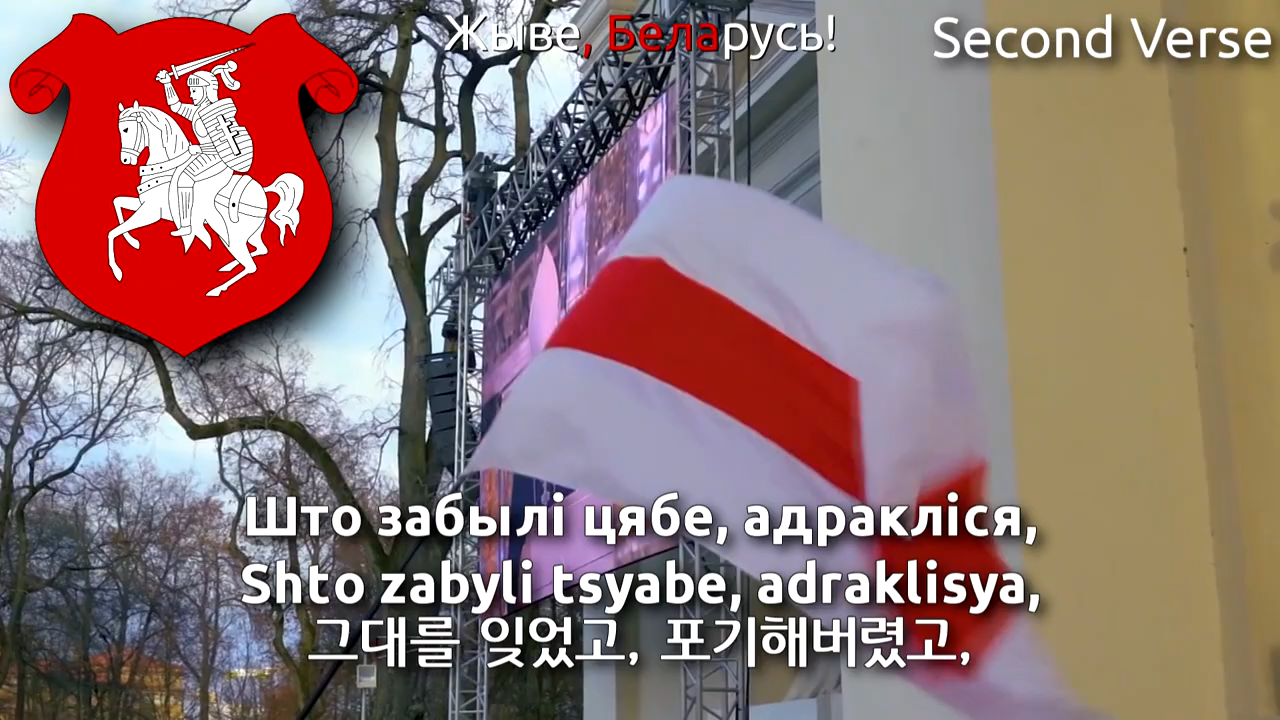 Жыве, Беларусь!
Second Verse
Што забылі цябе, адракліся,
Shto zabyli tsyabe, adraklisya,
그대를 잊었고, 포기해버렸고,